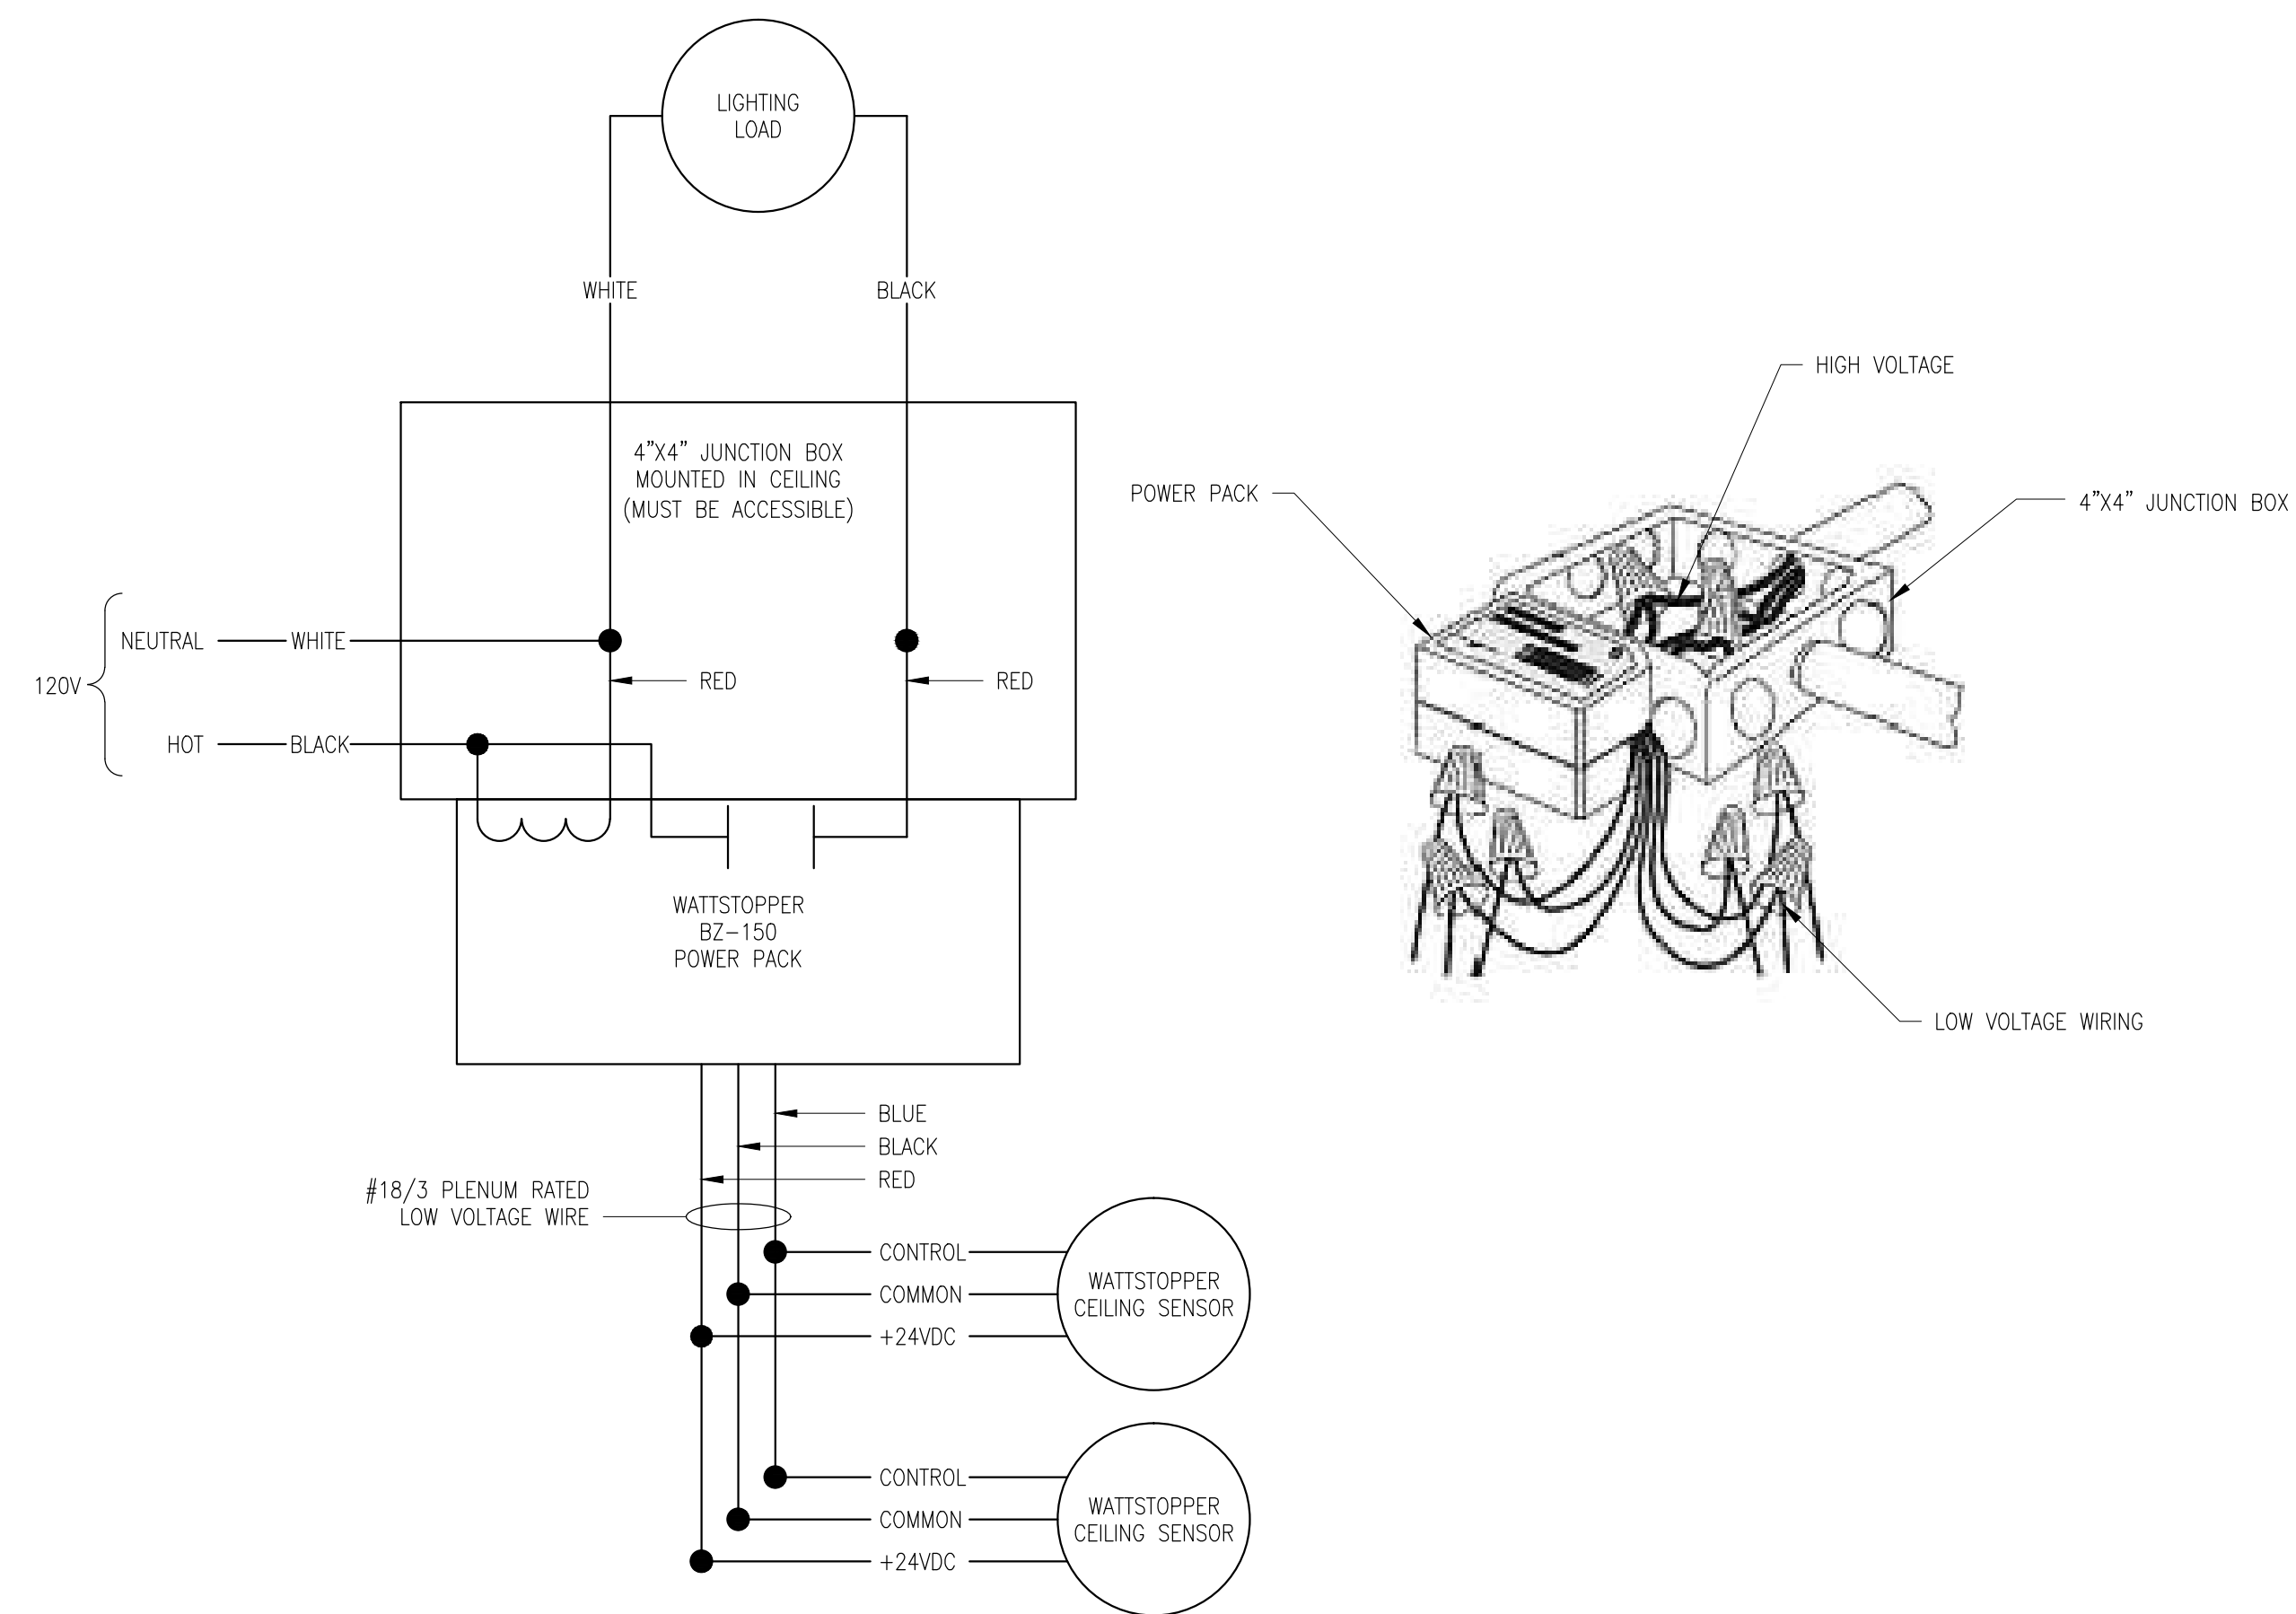 LIGHTING
LOAD
WHITE
BLACK
4”X4” JUNCTION BOX
MOUNTED IN CEILING
(MUST BE ACCESSIBLE)
120V
NEUTRAL
WHITE
RED
RED
HOT
BLACK
WATTSTOPPER
BZ-150
POWER PACK
BLUE
BLACK
RED
#18/3 PLENUM RATED
LOW VOLTAGE WIRE
CONTROL
COMMON
+24VDC
WATTSTOPPER
CEILING SENSOR
CONTROL
COMMON
+24VDC
WATTSTOPPER
CEILING SENSOR
HIGH VOLTAGE
POWER PACK
4”X4” JUNCTION BOX
LOW VOLTAGE WIRING